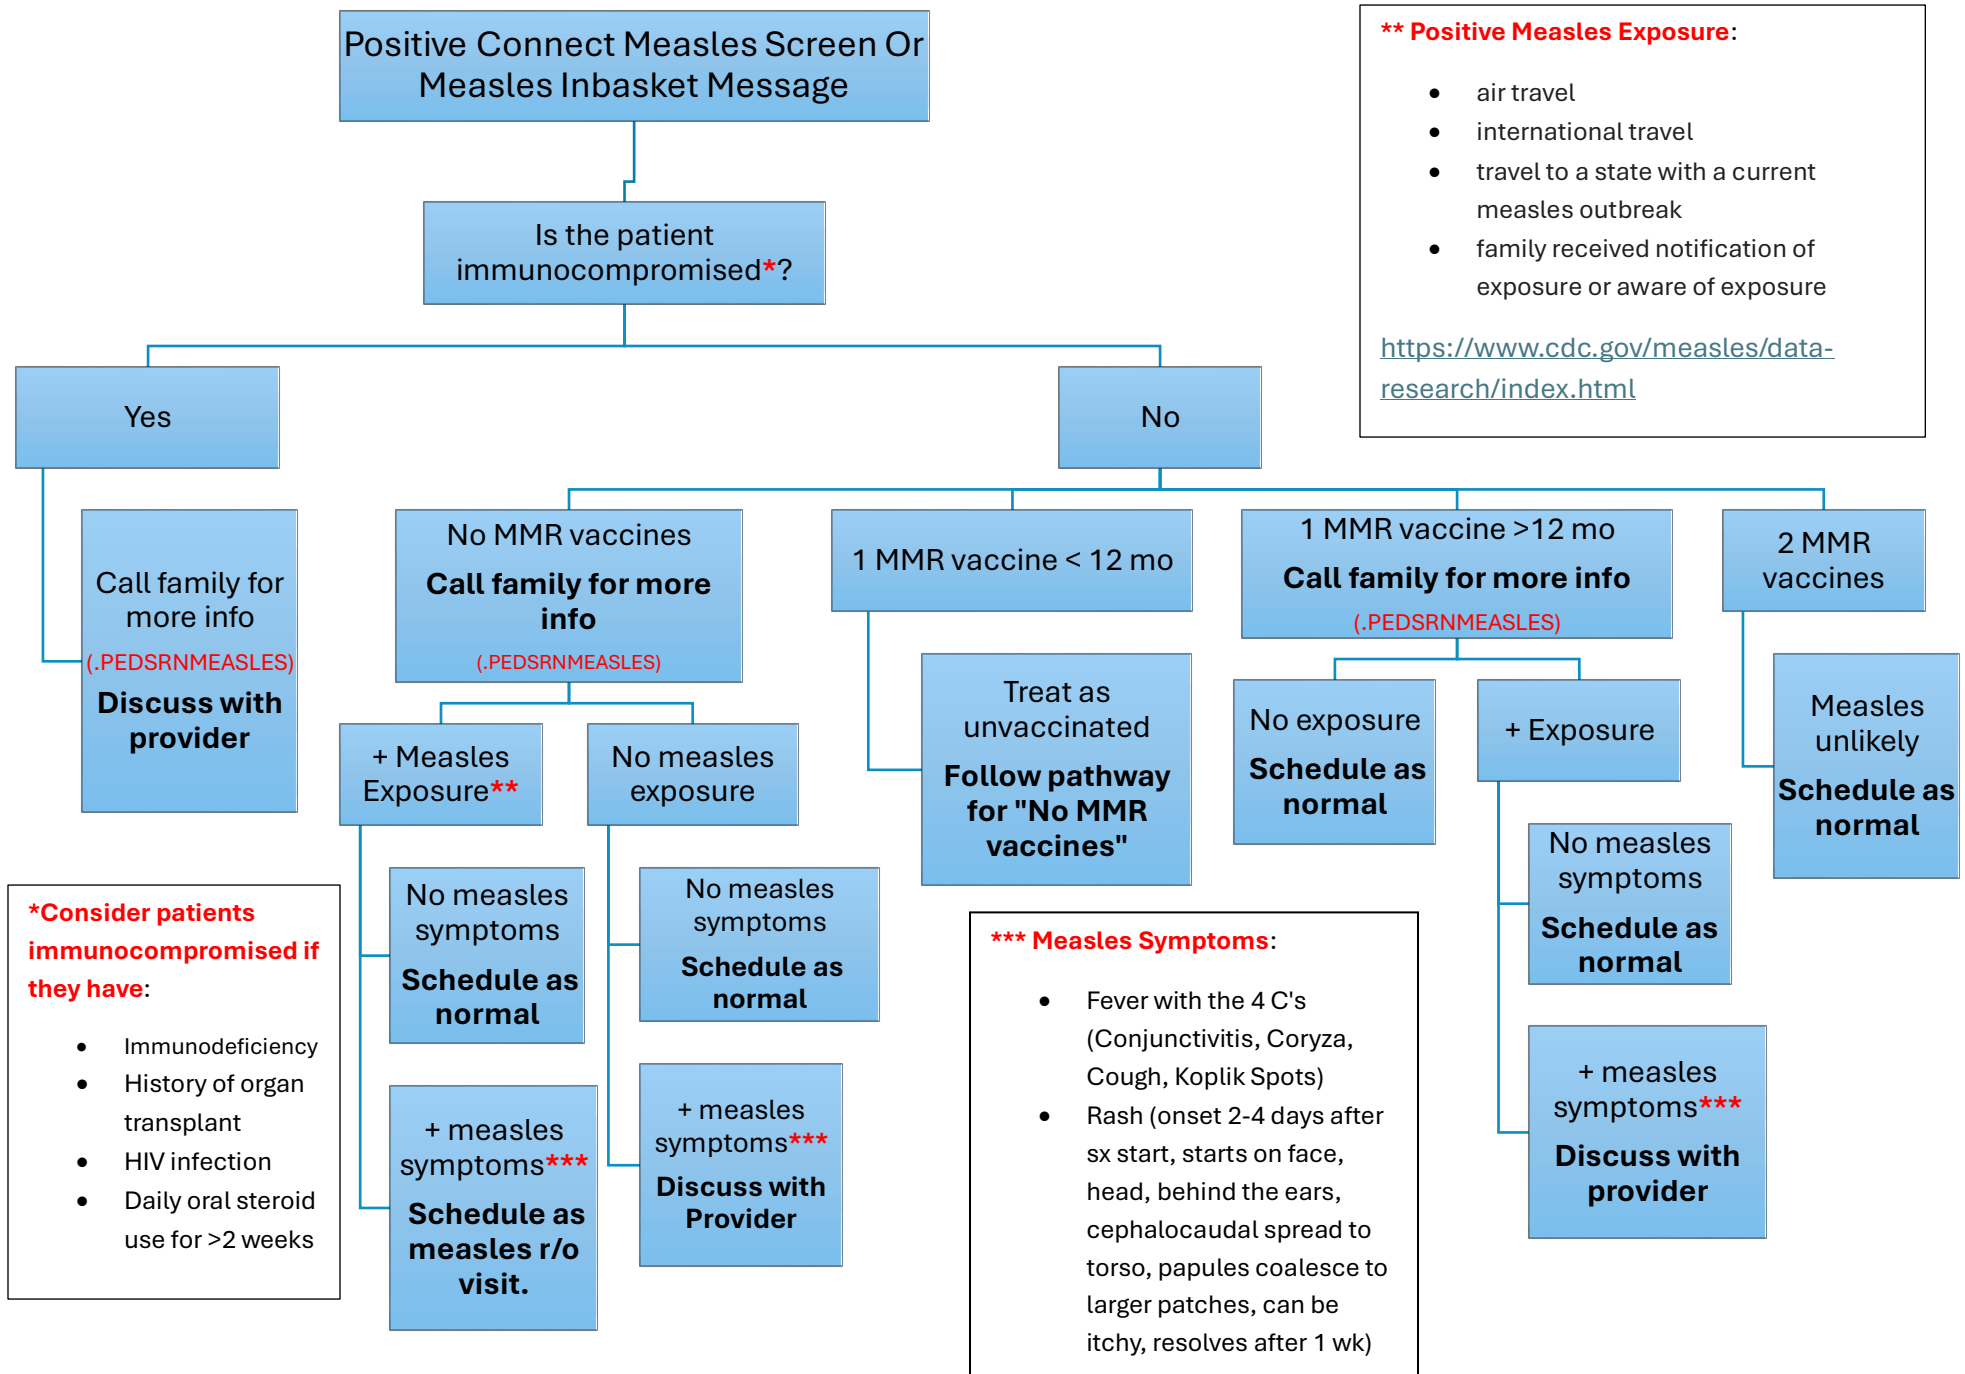 Positive Connect Measles Screen Or
Measles Inbasket Message
** Positive Measles Exposure:
• air travel
• international travel
• travel to a state with a current
measles outbreak
• family received notification of
exposure or aware of exposure
https://www.cdc.gov/measles/data-
research/index.html
Is the patient
immunocompromised*?
Yes
No
Call family for
more info
(.PEDSRNMEASLES)
Discuss with
provider
No MMR vaccines
Call family for more
info
(.PEDSRNMEASLES)
+ Measles
Exposure**
No measles
symptoms
Schedule as
normal
+ measles
symptoms***
Schedule as
measles r/o
visit.
No measles
exposure
No measles
symptoms
Schedule as
normal
+ measles
symptoms***
Discuss with
Provider
1 MMR vaccine < 12 mo
Treat as
unvaccinated
Follow pathway
for "No MMR
vaccines"
1 MMR vaccine >12 mo
Call family for more info
(.PEDSRNMEASLES)
No exposure
Schedule as
normal
+ Exposure
No measles
symptoms
Schedule as
normal
+ measles
symptoms***
Discuss with
provider
2 MMR
vaccines
Measles
unlikely
Schedule as
normal
*Consider patients
immunocompromised if
they have:
• Immunodeficiency
• History of organ
transplant
• HIV infection
• Daily oral steroid
use for >2 weeks
*** Measles Symptoms:
• Fever with the 4 C's
(Conjunctivitis, Coryza,
Cough, Koplik Spots)
• Rash (onset 2-4 days after
sx start, starts on face,
head, behind the ears,
cephalocaudal spread to
torso, papules coalesce to
larger patches, can be
itchy, resolves after 1 wk)